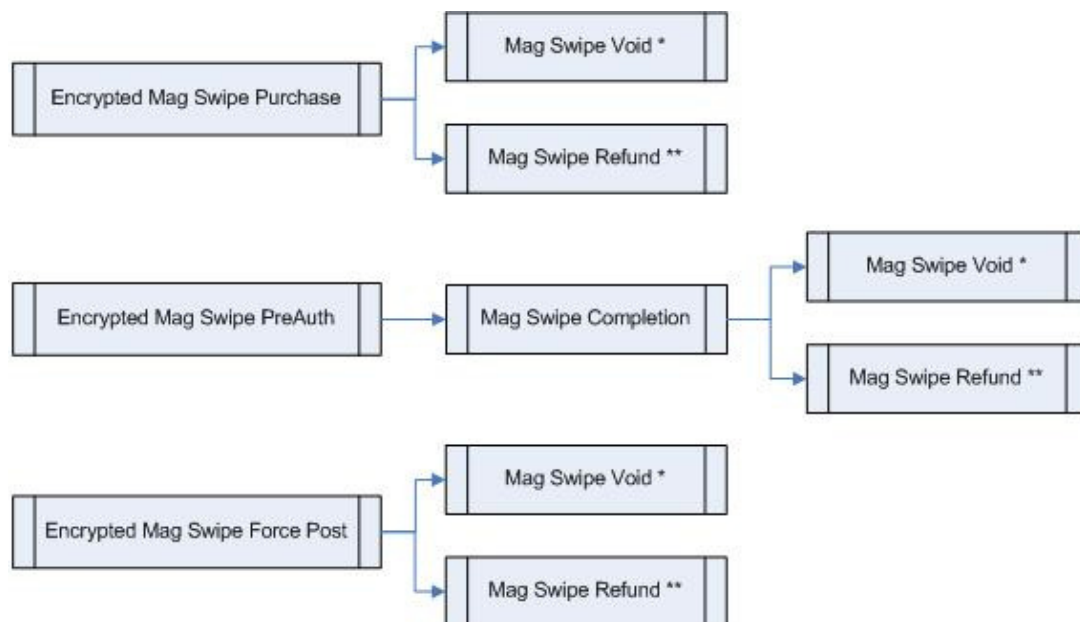 Mag Swipe Void *
Encrypted Mag Swipe Purchase
Mag Swipe Refund **
Mag Swipe Void *
Encrypted Mag Swipe PreAuth
Mag Swipe Completion
Mag Swipe Refund **
Mag Swipe Void *
Encrypted Mag Swipe Force Post
Mag Swipe Refund **